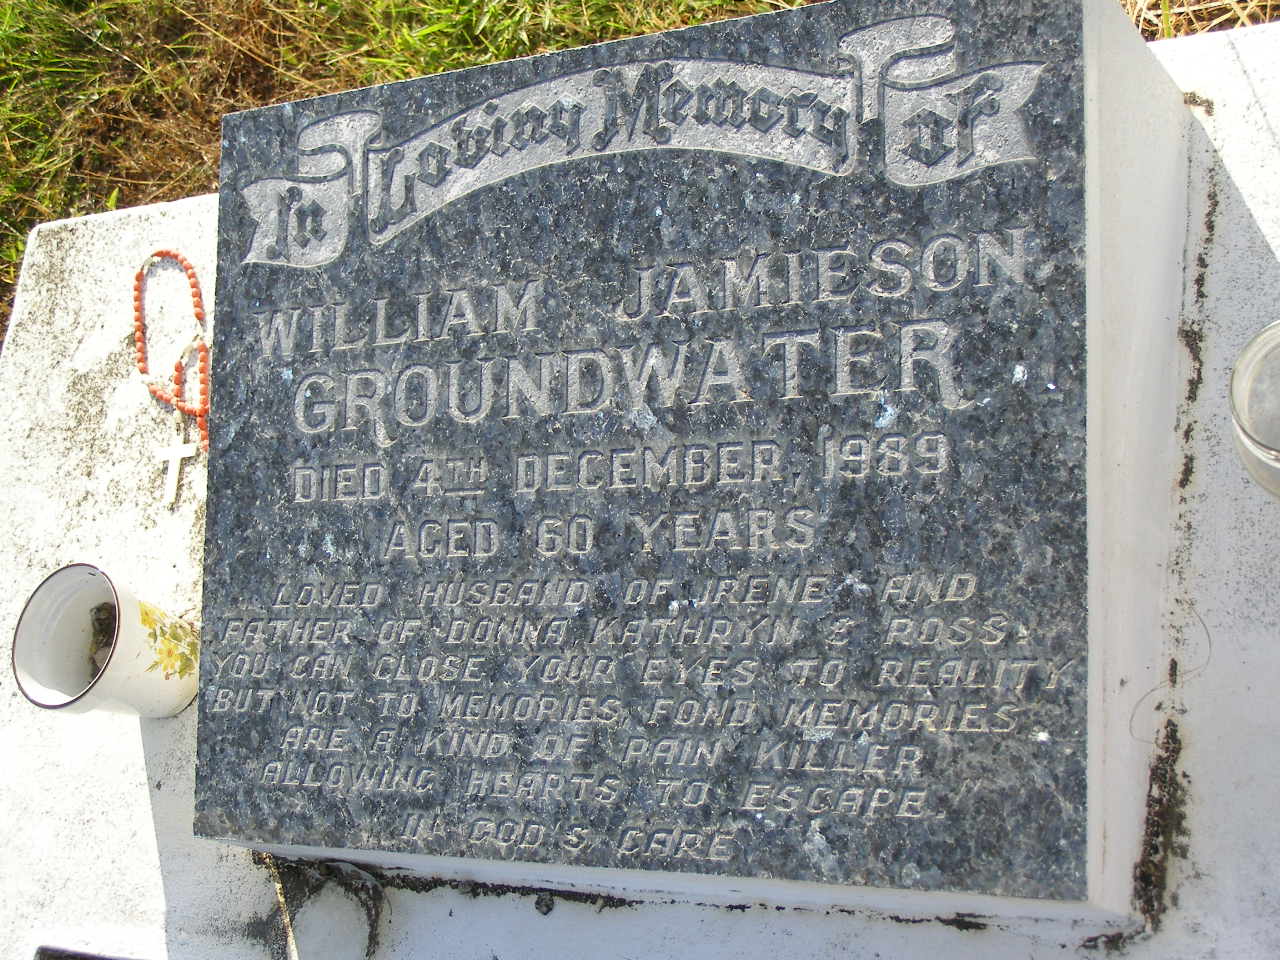 In Loving Memory of
WILLIAM JAMIESON
GROUNDWATER
DIED 4TH DECEMBER, 1989
AGED 60 YEARS
LOVED HUSBAND OF IRENE AND
FATHER OF DONNA KATHRYN & ROSS.
"YOU CAN CLOSE YOUR EYES TO REALITY
BUT NOT TO MEMORIES, FOND MEMORIES
ARE A KIND OF PAIN KILLER
ALLOWING HEARTS TO ESCAPE."
IN GOD'S CARE